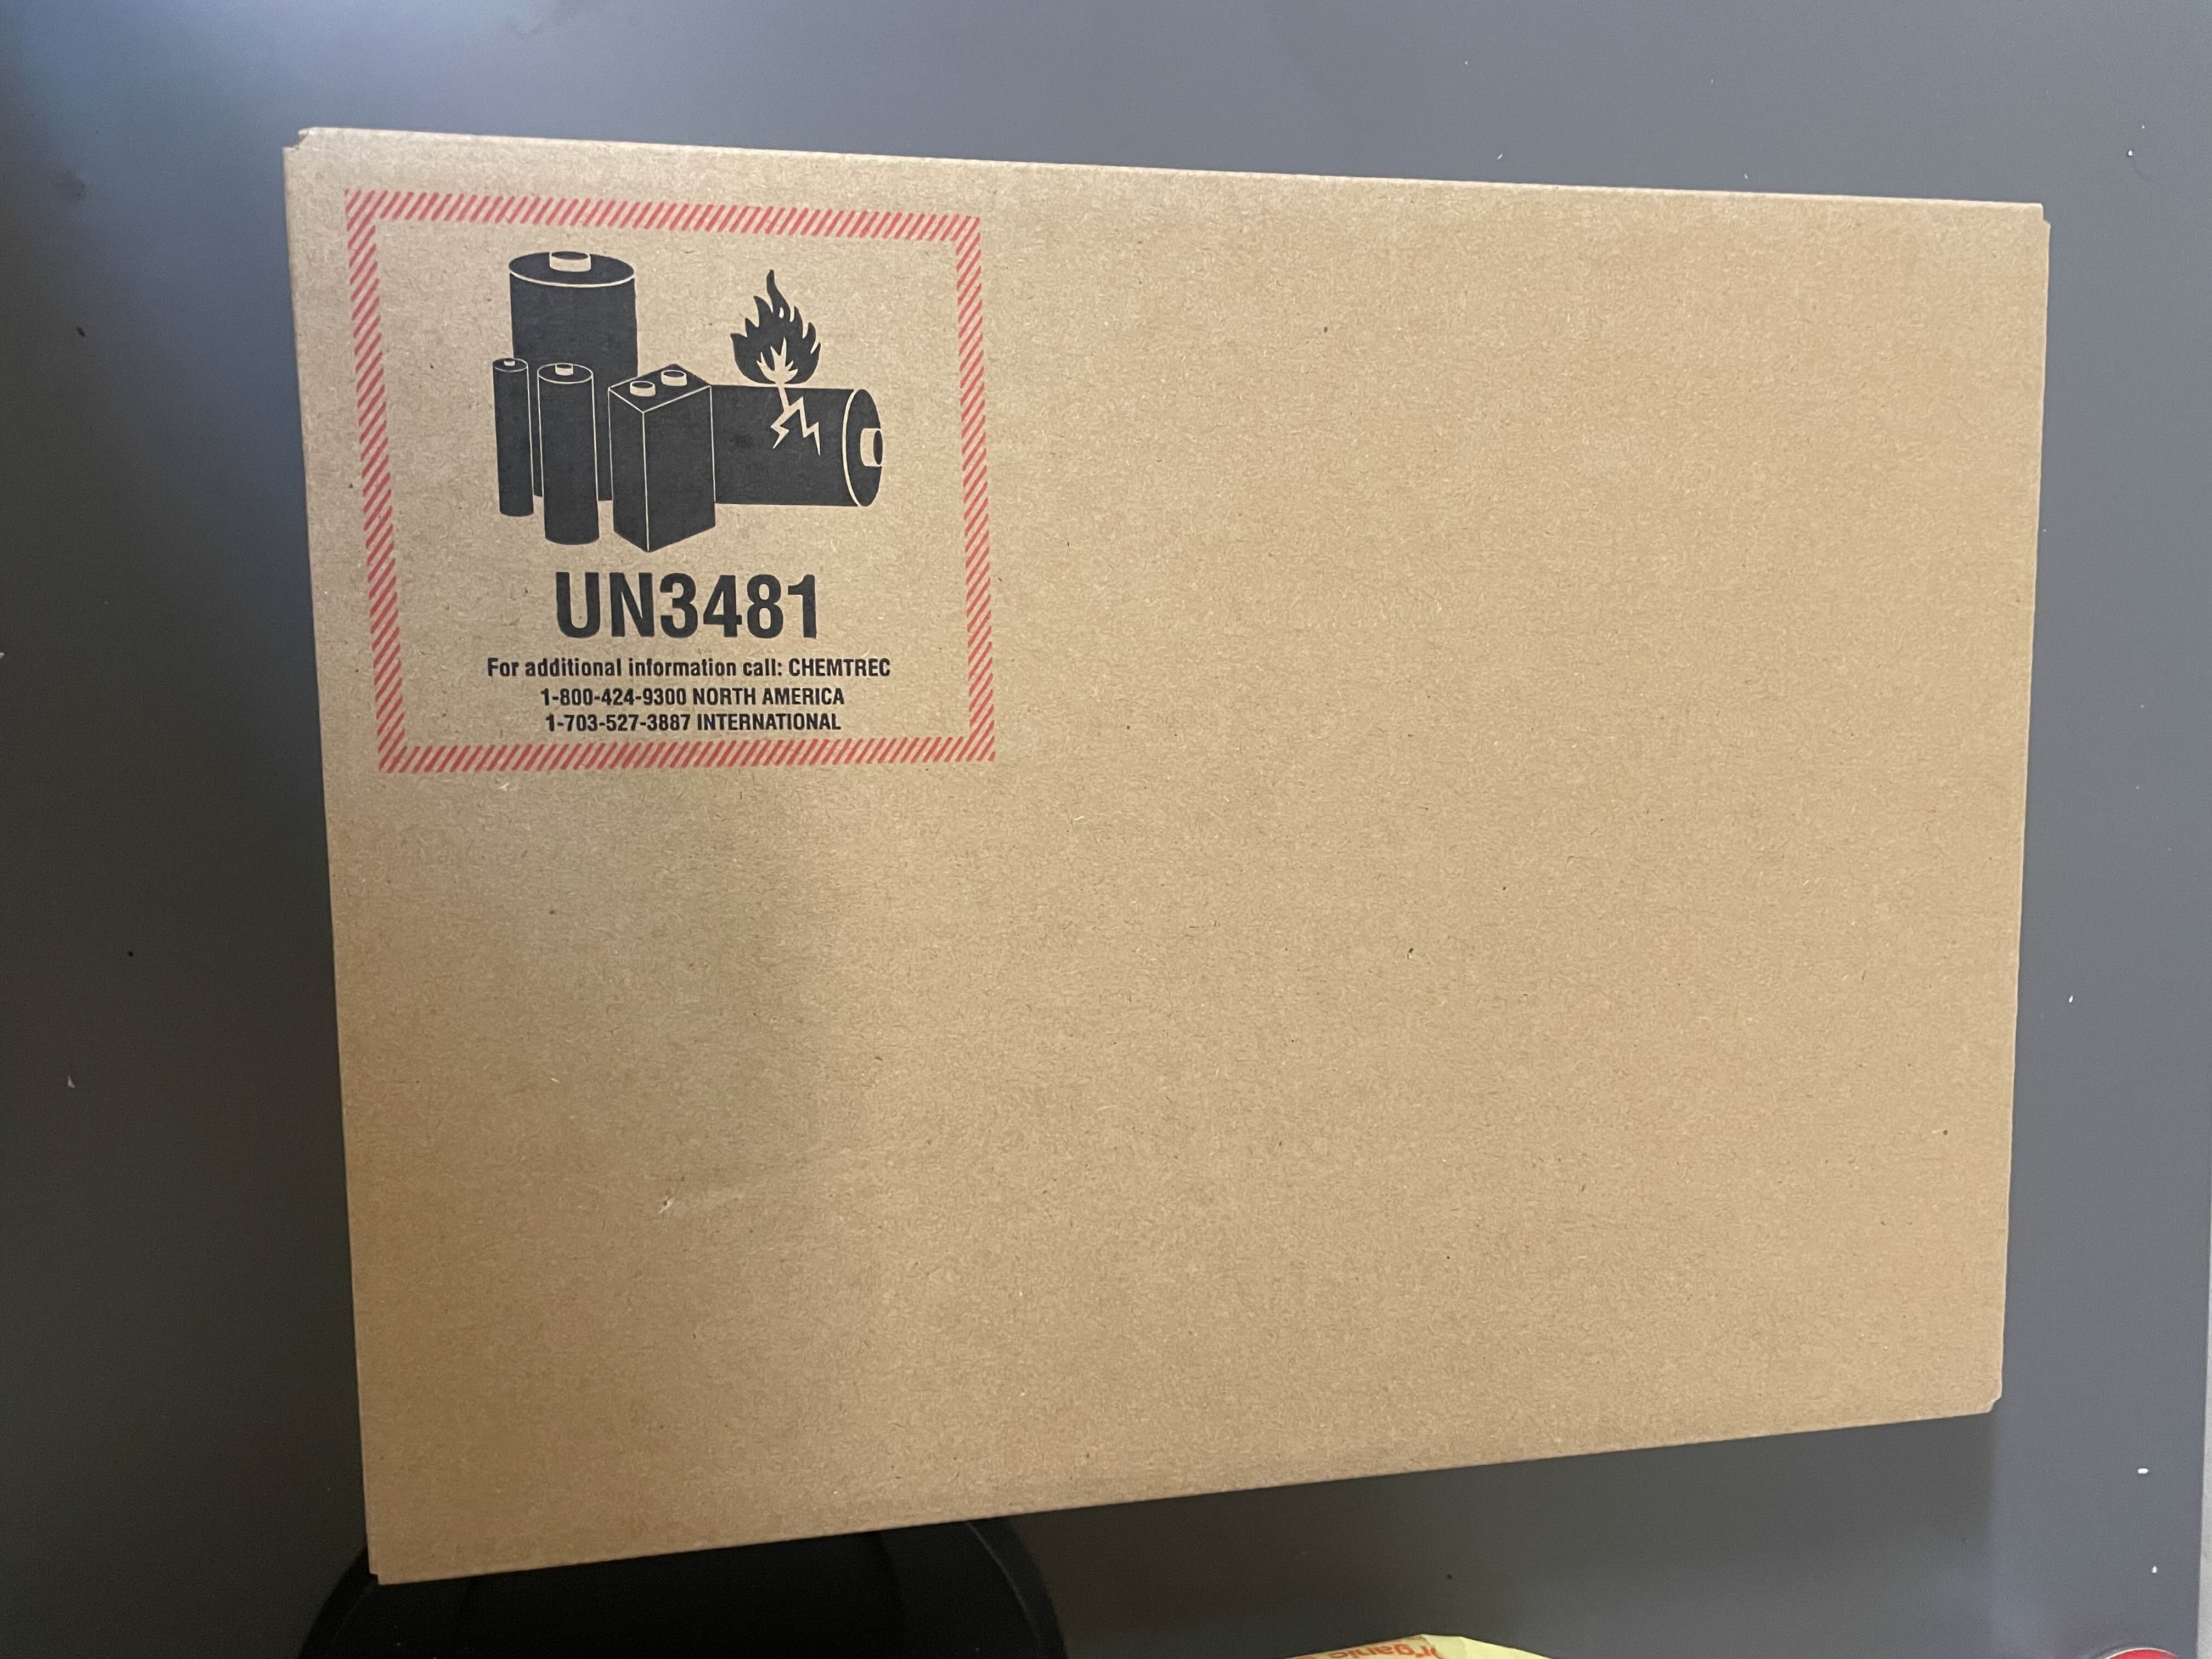 UN3481
For additional information call: CHEMTREC
1-800-424-9300 NORTH AMERICA
1-703-527-3887 INTERNATIONAL